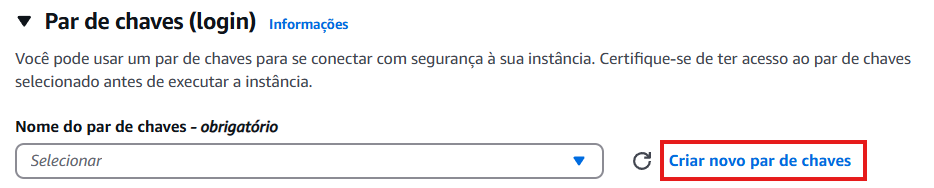 Par de chaves (login) Informações
Você pode usar um par de chaves para se conectar com segurança à sua instância. Certifique-se de ter acesso ao par de chaves
selecionado antes de executar a instância.
Nome do par de chaves - obrigatório
Selecionar
Criar novo par de chaves